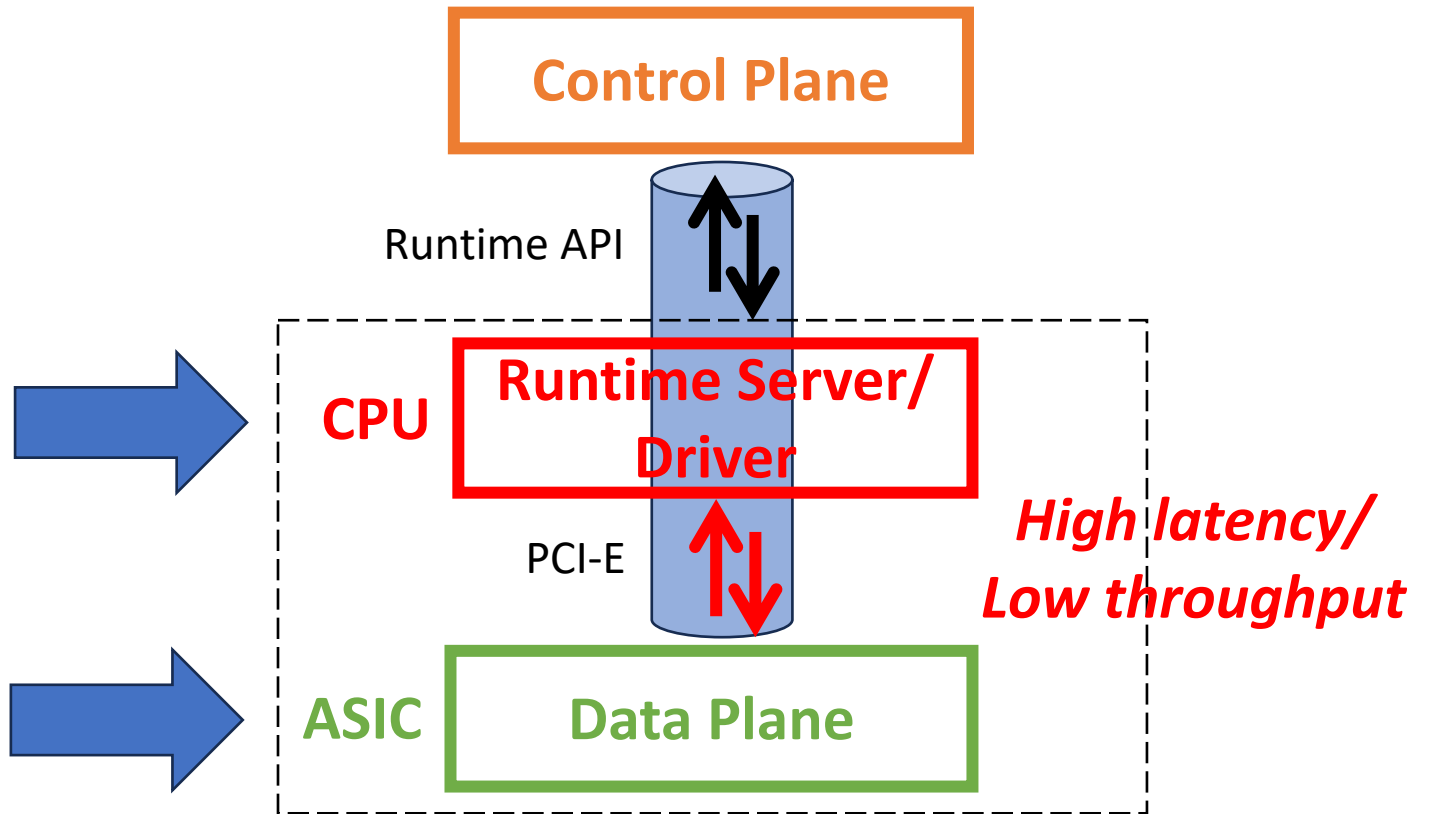 Control Plane
Runtime API
Runtime Server/
Driver
CPU
High latency/
Low throughput
PCI-E
ASIC
Data Plane